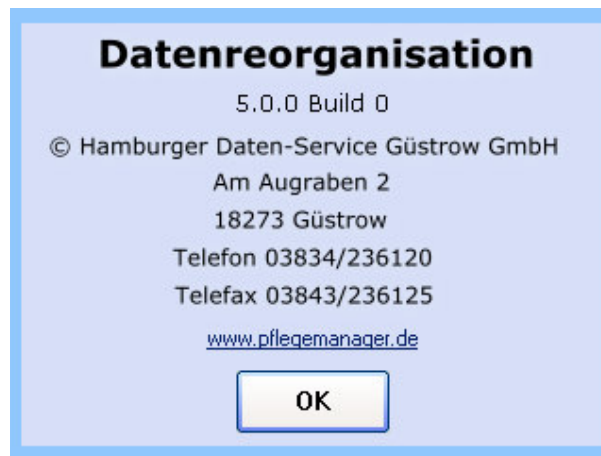 Datenreorganisation
5.0.0 Build 0
© Hamburger Daten-Service Güstrow GmbH
Am Augraben 2
18273 Güstrow
Telefon 03834/236120
Telefax 03843/236125
www.pflegemanager.de
OK